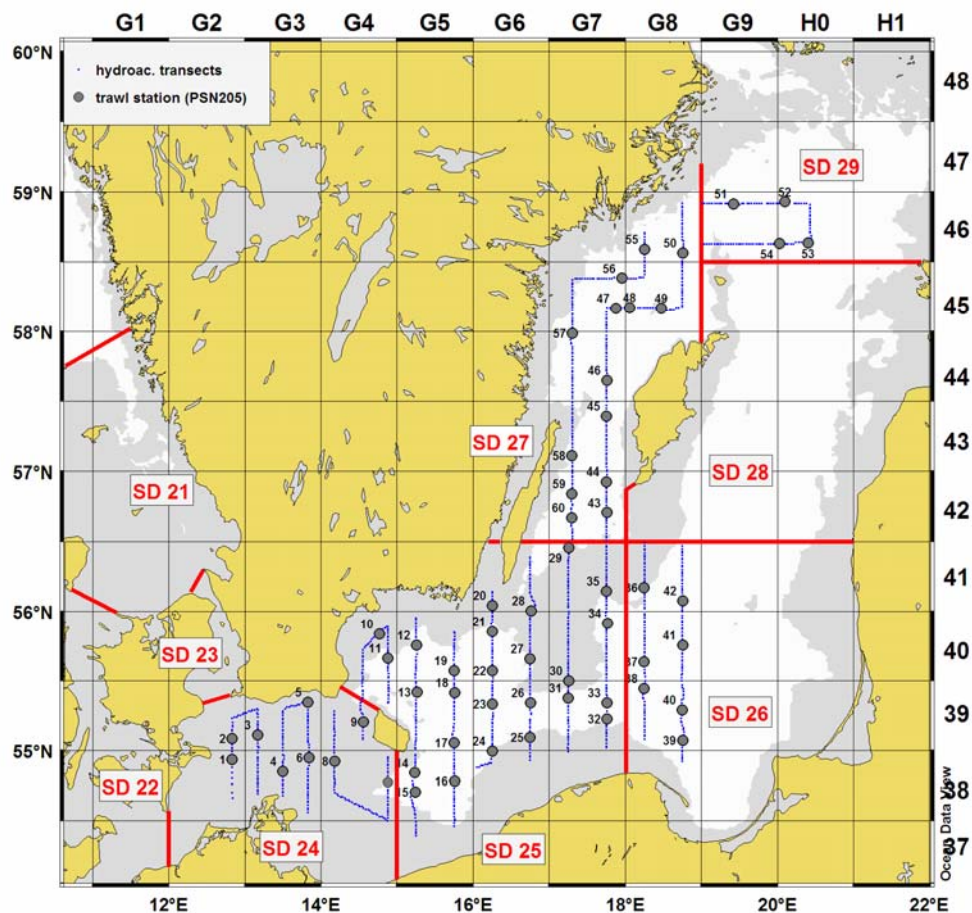 G1 G2 G3 G4 G5 G6 G7 G8 G9 H0 H1
60°N
hydroac. transects
trawl station (PSN205)
48
47
SD 29
59°N
51 52
46
55 50
54 53
56
47 48 49
45
58°N
57
46
44
45
SD 27
43
58
57°N
SD 28
44
SD 21
59
43
60
42
29
35
36
56°N
20 28
42
41
34
10 12 21
11
27
41
40
SD 23
19 22
37
30
18
13
31
38
5
26
33
23
40
39
3
9
SD 26
2
32
25
39
17
24
55°N
1 4 6 8
14
16
15
SD 22
38
SD 24
SD 25
37
Ocean Data View
12°E 14°E 16°E 18°E 20°E 22°E